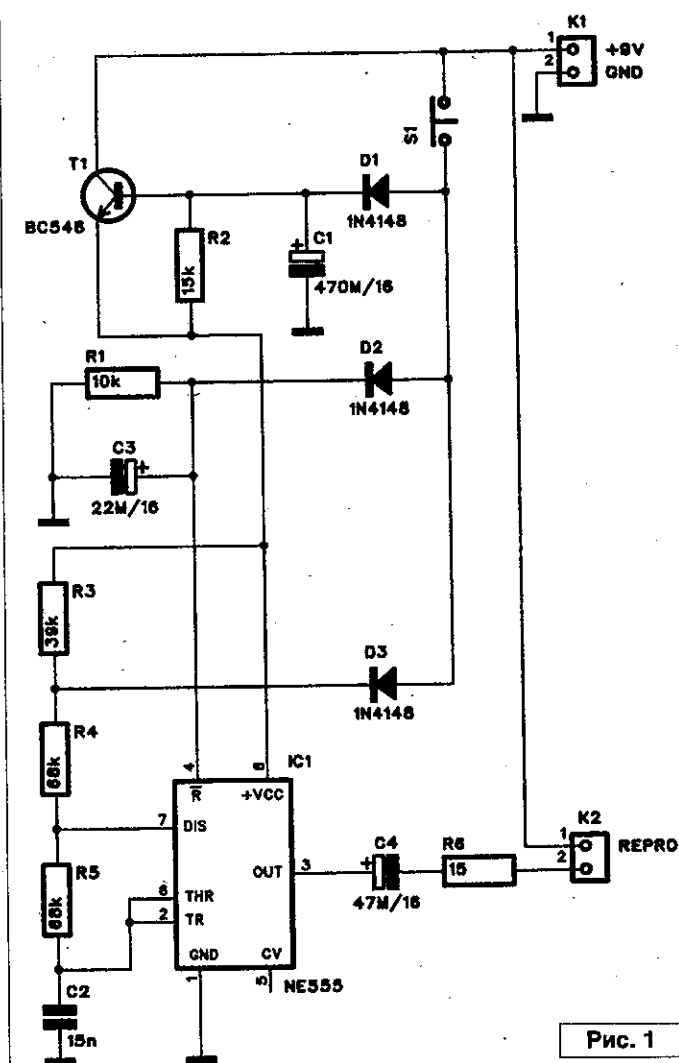 K1
1
+9V
2
GND
S1
T1
D1
1N4148
BC546
R2
15k
C1
+
470M/16
D2
1N4148
R1
10k
C3
+
22M/16
R3
39k
D3
1N4148
R4
68k
IC1
4
8
R
+VCC
7
DIS
K2
1
REPRO
2
C4
+
47M/16
R6
15
OUT
3
R5
68k
6
THR
2
TR
GND
CV
1
5
NE555
C2
15n
Рис. 1